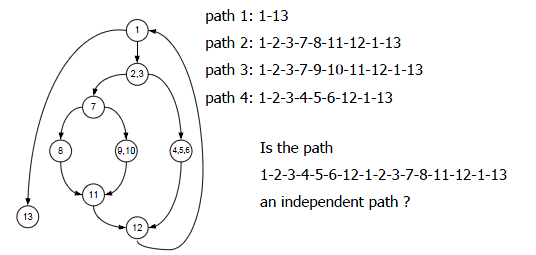 path 1: 1-13
path 2: 1-2-3-7-8-11-12-1-13
path 3: 1-2-3-7-9-10-11-12-1-13
path 4: 1-2-3-4-5-6-12-1-13
Is the path
1-2-3-4-5-6-12-1-2-3-7-8-11-12-1-13
an independent path ?
1
2,3
7
8
9,10
4,5,6
11
13
12